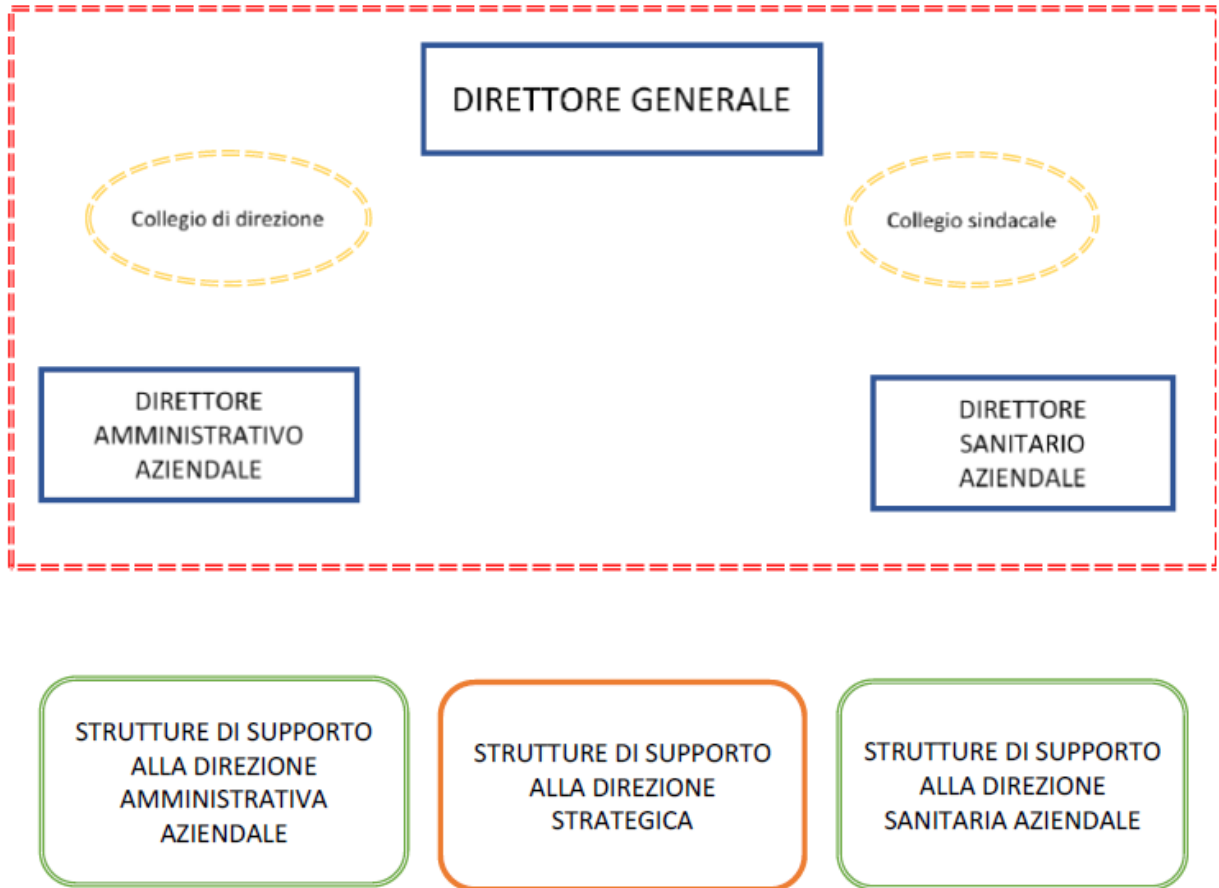 DIRETTORE GENERALE
Collegio di direzione
Collegio sindacale
DIRETTORE
AMMINISTRATIVO
AZIENDALE
DIRETTORE
SANITARIO
AZIENDALE
STRUTTURE DI SUPPORTO
ALLA DIREZIONE
AMMINISTRATIVA
AZIENDALE
STRUTTURE DI SUPPORTO
ALLA DIREZIONE
STRATEGICA
STRUTTURE DI SUPPORTO
ALLA DIREZIONE
SANITARIA AZIENDALE